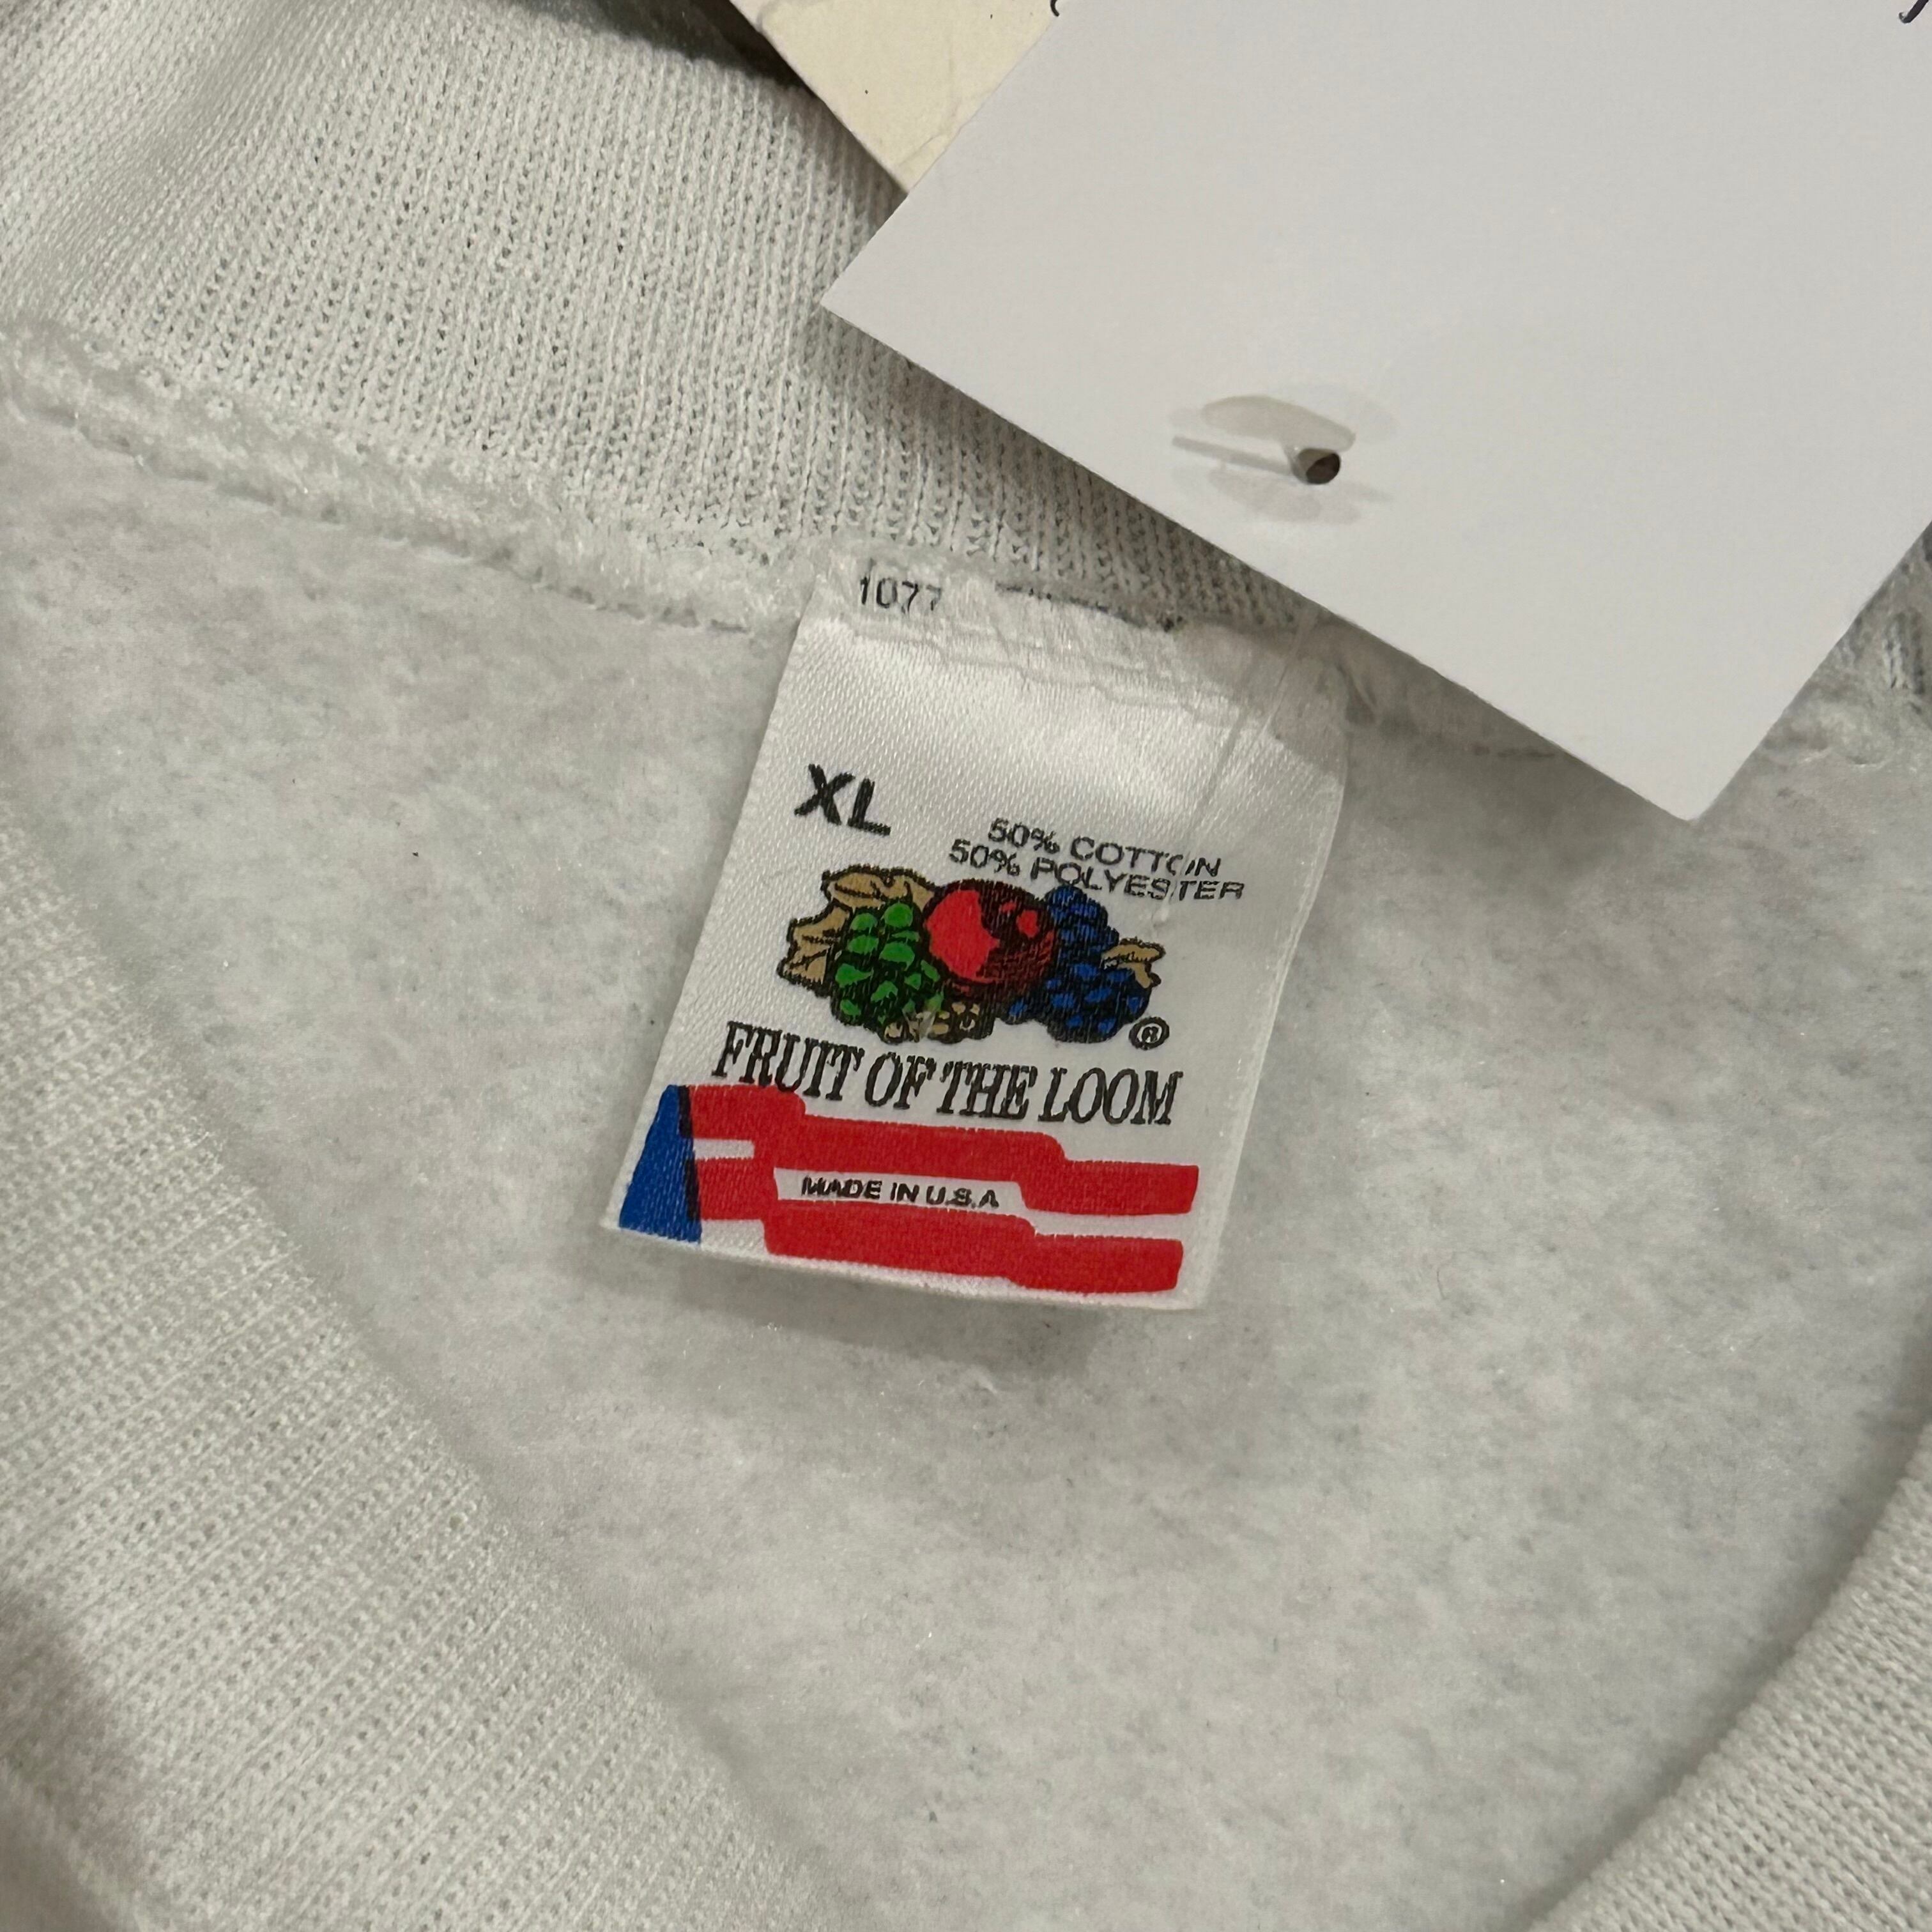 1077
XL
50% COTTON
50% POLYESTER
®
FRUIT OF THE LOOM
MADE IN U.S.A